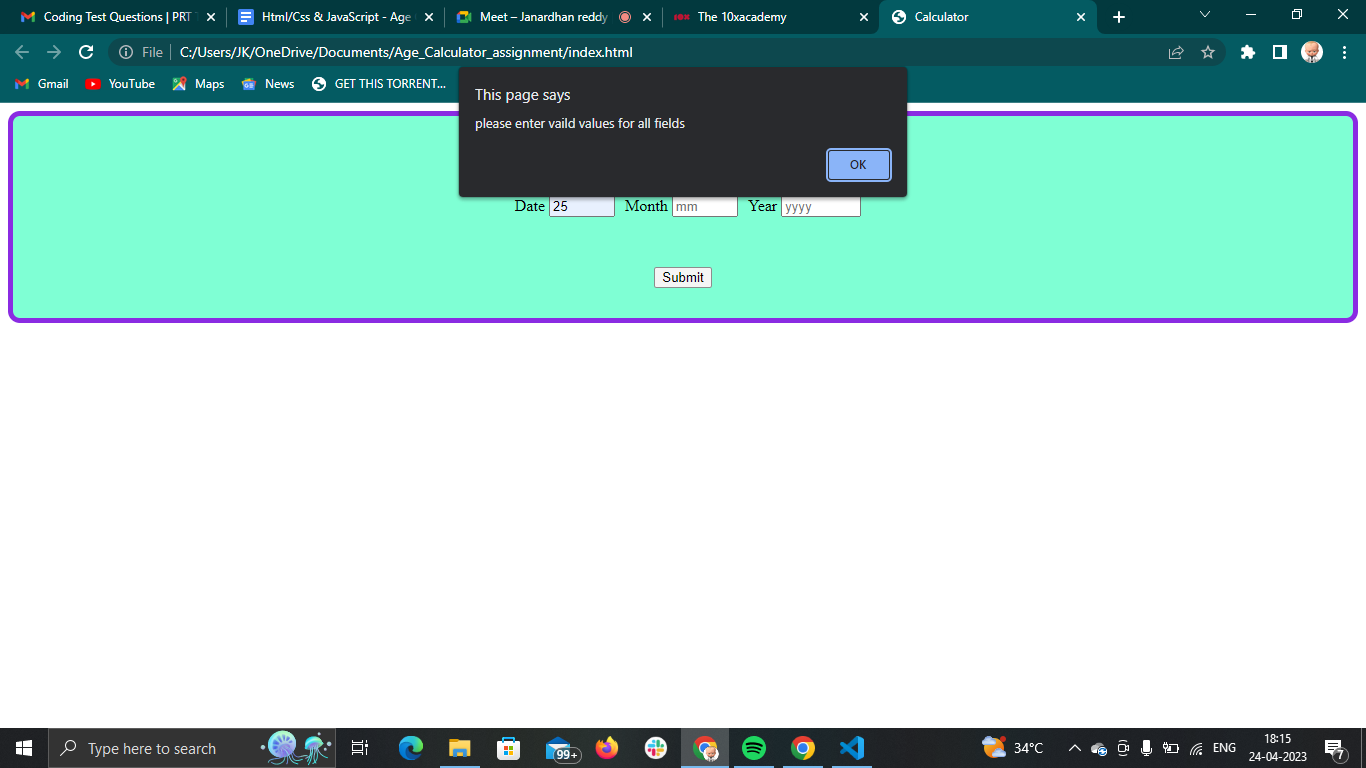 Coding Test Questions | PRT T
Html/Css & JavaScript - Age
Meet – Janardhan reddy
The 10xacademy
Calculator
File
C:/Users/JK/OneDrive/Documents/Age_Calculator_assignment/index.html
Gmail
YouTube
Maps
News
GET THIS TORRENT...
This page says
please enter vaild values for all fields
OK
Date 25 Month mm Year yyyy
Submit
Type here to search
99+
34°C
ENG
18:15
24-04-2023
7